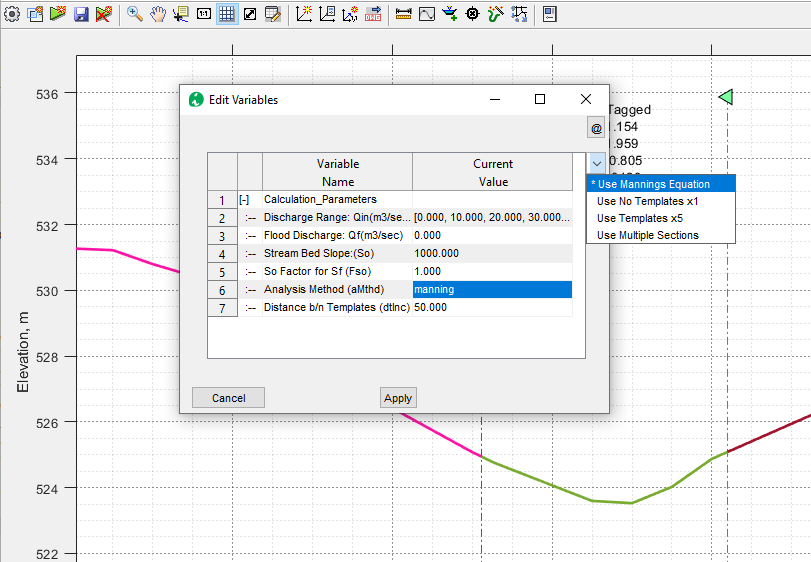 1:1
536
534
532
530
528
526
524
522
Elevation, m
Tagged
.154
.959
0.805
Edit Variables
@
Variable Name
Current Value
1 [-] Calculation_Parameters
2 :-- Discharge Range: Qin(m3/se... [0.000, 10.000, 20.000, 30.000...
3 :-- Flood Discharge: Qf(m3/sec) 0.000
4 :-- Stream Bed Slope:(So) 1000.000
5 :-- So Factor for Sf (Fso) 1.000
6 :-- Analysis Method (aMthd) manning
7 :-- Distance b/n Templates (dtInc) 50.000
* Use Mannings Equation
Use No Templates x1
Use Templates x5
Use Multiple Sections
Cancel
Apply